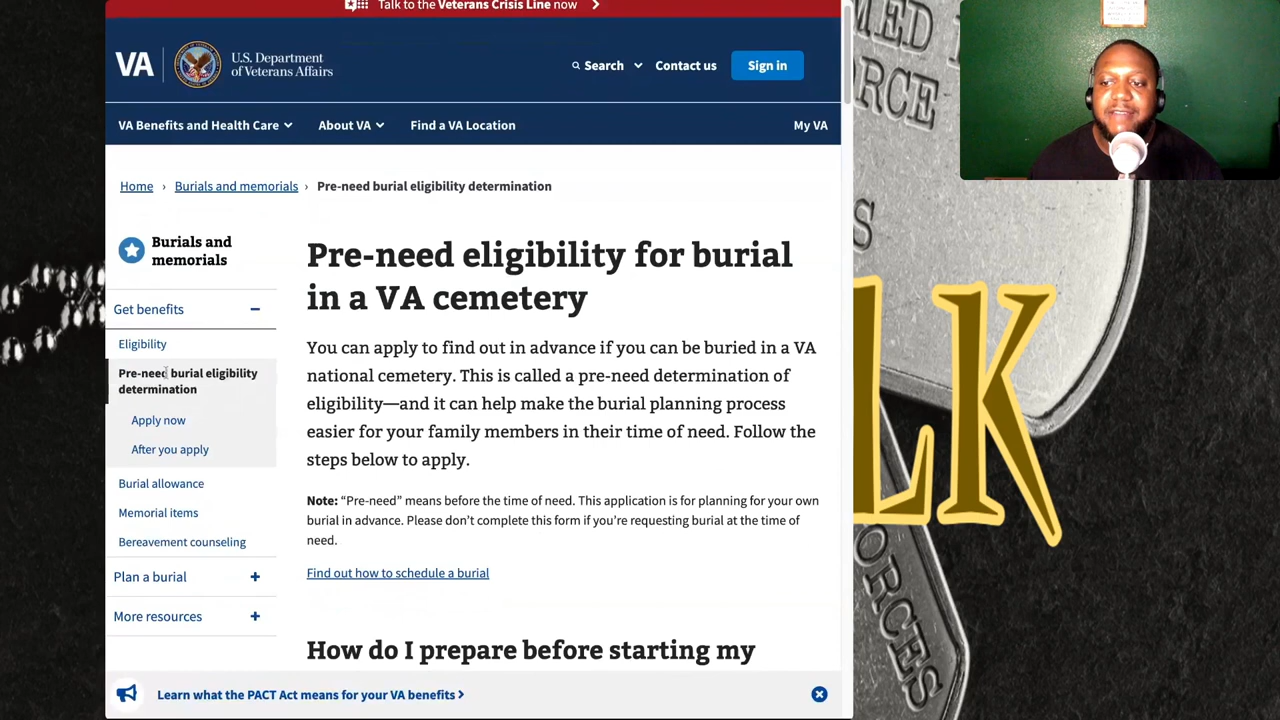 Talk to the Veterans Crisis Line now
VA
U.S. Department
of Veterans Affairs
Search
Contact us
Sign in
VA Benefits and Health Care
About VA
Find a VA Location
My VA
Home › Burials and memorials › Pre-need burial eligibility determination
Burials and
memorials
Get benefits
Eligibility
Pre-need burial eligibility
determination
Apply now
After you apply
Burial allowance
Memorial items
Bereavement counseling
Plan a burial
More resources
Pre-need eligibility for burial
in a VA cemetery
You can apply to find out in advance if you can be buried in a VA
national cemetery. This is called a pre-need determination of
eligibility—and it can help make the burial planning process
easier for your family members in their time of need. Follow the
steps below to apply.
Note: “Pre-need” means before the time of need. This application is for planning for your own
burial in advance. Please don’t complete this form if you’re requesting burial at the time of
need.
Find out how to schedule a burial
How do I prepare before starting my
Learn what the PACT Act means for your VA benefits
LK
ORCES